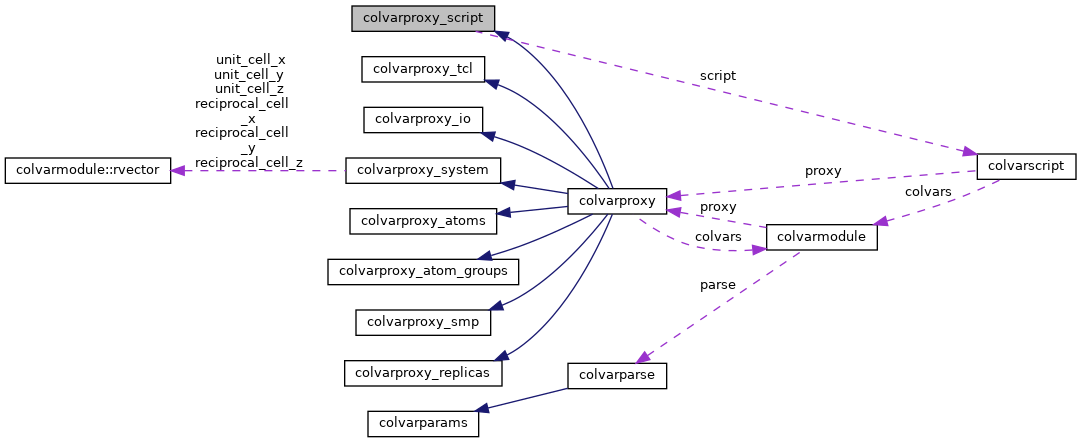 colvarproxy_script
unit_cell_x
unit_cell_y
unit_cell_z
reciprocal_cell
_x
reciprocal_cell
_y
reciprocal_cell_z
colvarproxy_tcl
script
colvarproxy_io
colvarmodule::rvector
colvarproxy_system
colvarproxy
proxy
colvarscript
colvars
proxy
colvarproxy_atoms
colvars
colvarmodule
colvarproxy_atom_groups
parse
colvarproxy_smp
colvarproxy_replicas
colvarparse
colvarparams